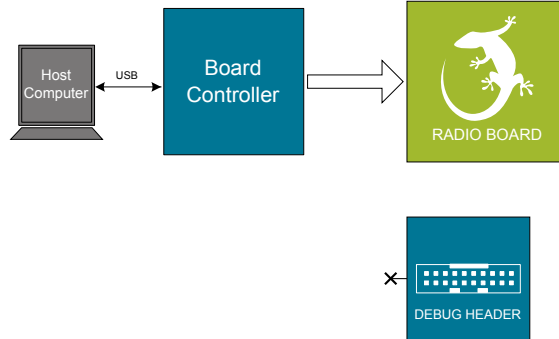 Host
Computer
USB
Board
Controller
RADIO BOARD
DEBUG HEADER